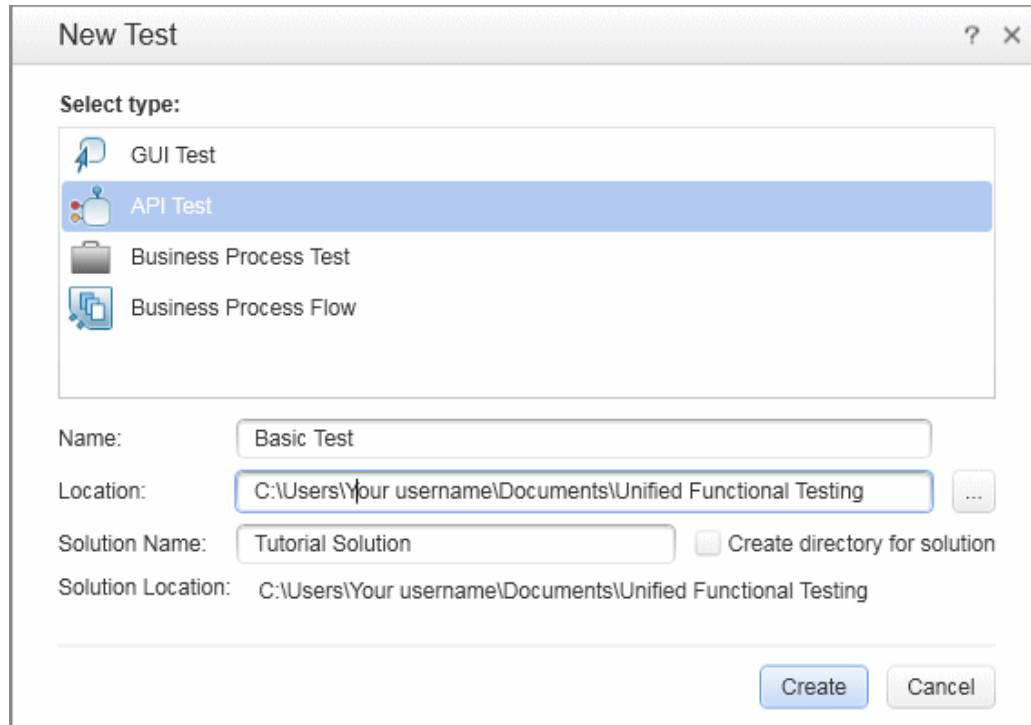 New Test ? ×
Select type:
GUI Test
API Test
Business Process Test
Business Process Flow
Name: Basic Test
Location: C:\Users\Your username\Documents\Unified Functional Testing ...
Solution Name: Tutorial Solution Create directory for solution
Solution Location: C:\Users\Your username\Documents\Unified Functional Testing
Create Cancel